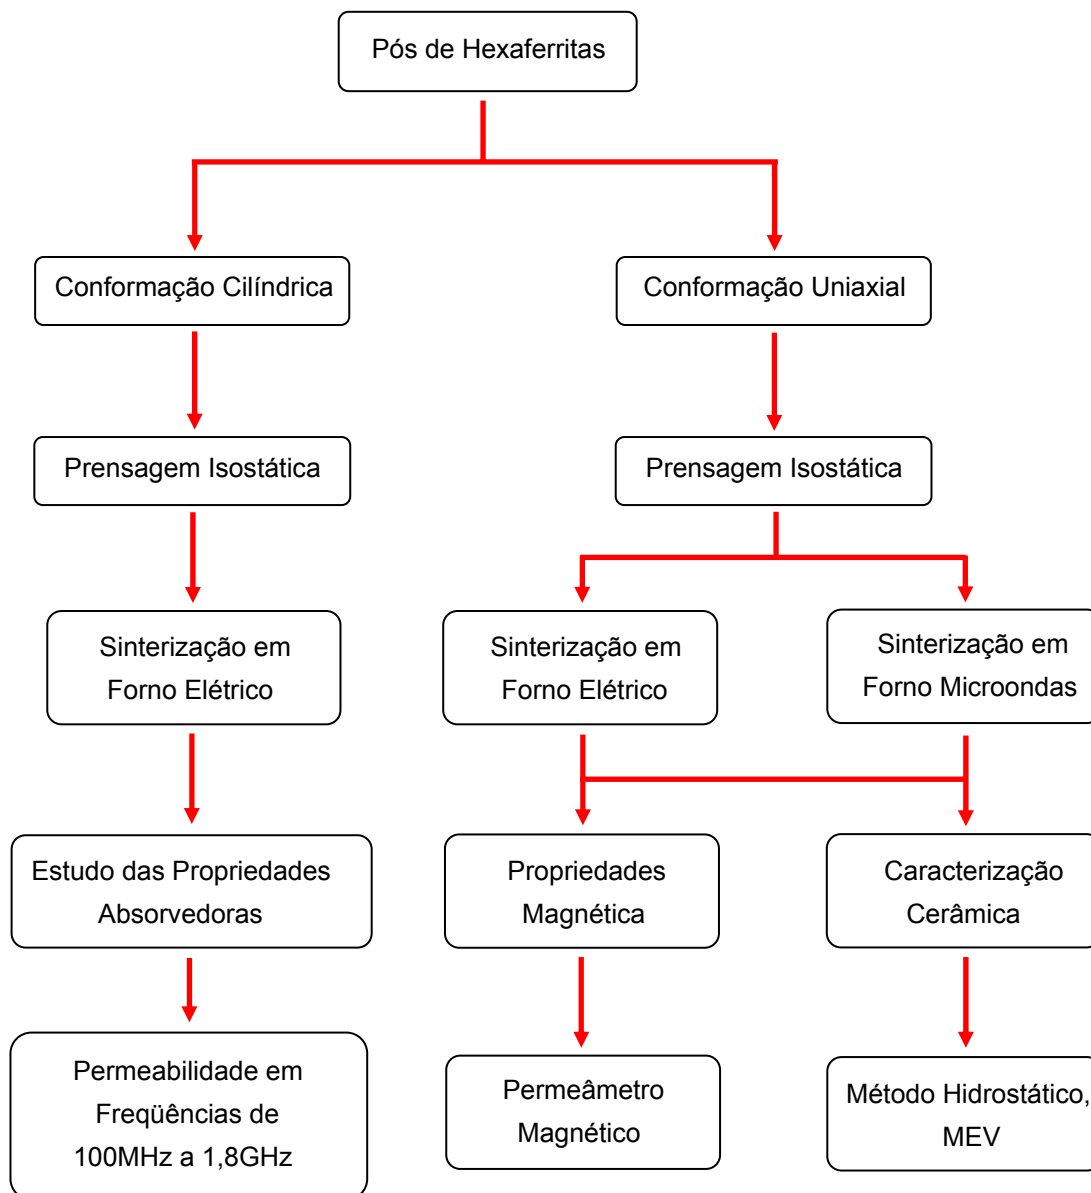 Pós de Hexaferritas
Conformação Cilíndrica
Conformação Uniaxial
Prensagem Isostática
Prensagem Isostática
Sinterização em
Forno Elétrico
Sinterização em
Forno Elétrico
Sinterização em
Forno Microondas
Estudo das Propriedades
Absorvedoras
Propriedades
Magnética
Caracterização
Cerâmica
Permeabilidade em
Freqüências de
100MHz a 1,8GHz
Permeâmetro
Magnético
Método Hidrostático,
MEV